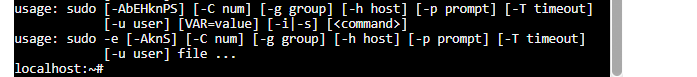 usage: sudo [-AbEHknPS] [-C num] [-g group] [-h host] [-p prompt] [-T timeout]
[-u user] [VAR=value] [-i|-s] [<command>]
usage: sudo -e [-AknS] [-C num] [-g group] [-h host] [-p prompt] [-T timeout]
[-u user] file ...
localhost:~#